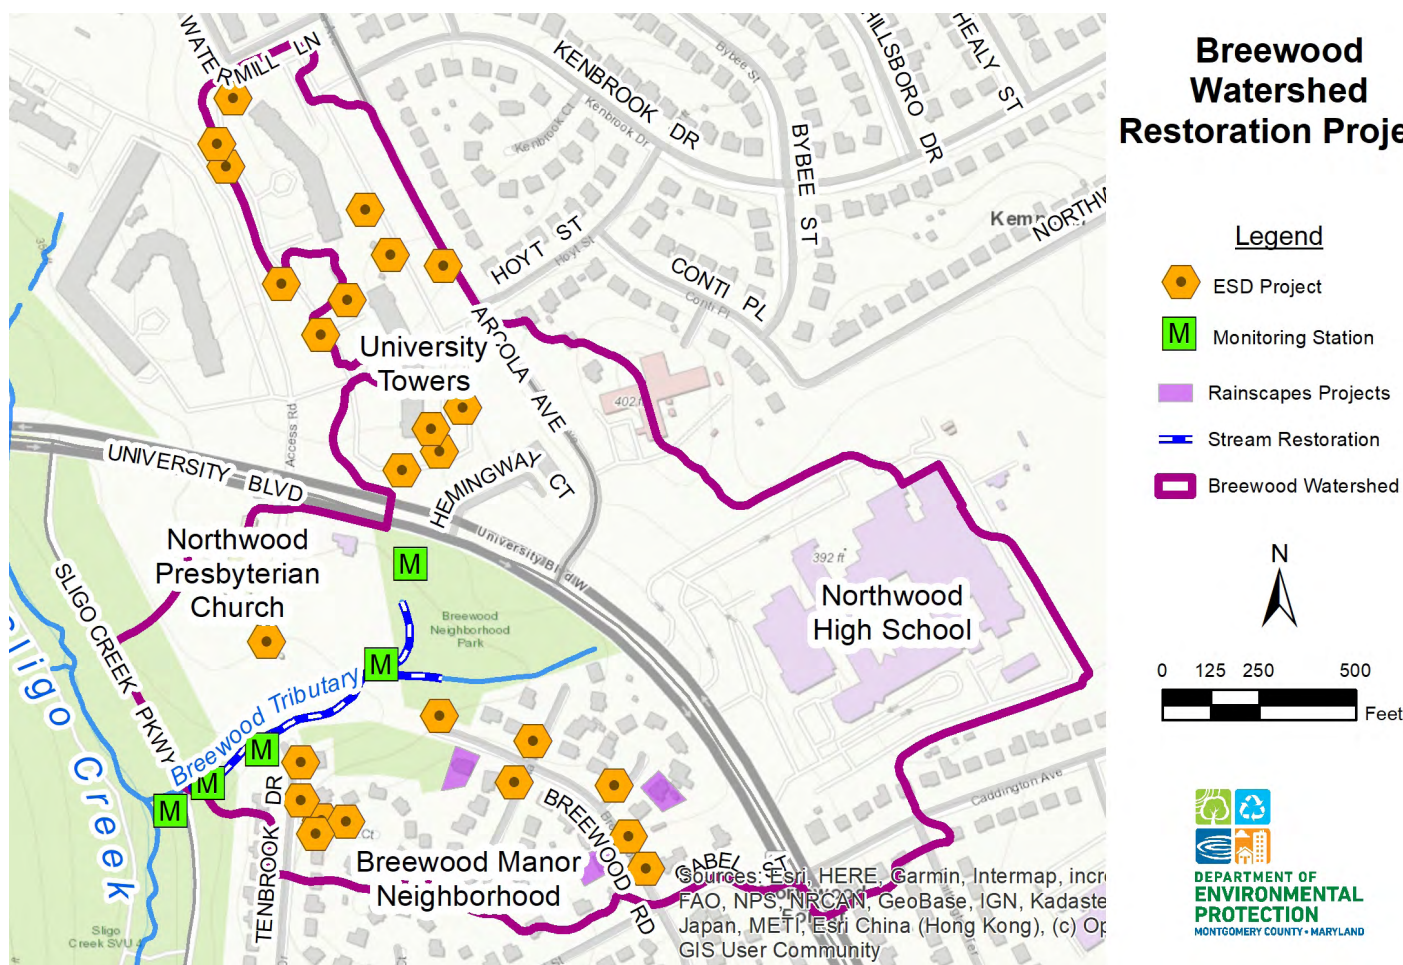 Breewood
Watershed
Restoration Proje
Legend
ESD Project
M
Monitoring Station
Rainscapes Projects
Stream Restoration
Breewood Watershed
N
0 125 250 500
Feet
DEPARTMENT OF
ENVIRONMENTAL
PROTECTION
MONTGOMERY COUNTY • MARYLAND
WATERMILL LN
KENBROOK DR
Kenbrook Dr
Kenbrook Ct
Bybee St
BYBEE ST
HILLSBORO DR
HEALY ST
NORTHW
HOYT ST
Hoyt St
CONTI PL
Conti Pl
ARCOLA AVE
University
Towers
402 ft
Access Rd
UNIVERSITY BLVD
HEMINGWAY CT
University Blvd W
Northwood
Presbyterian
Church
M
Breewood
Neighborhood
Park
392 ft
Northwood
High School
SLIGO CREEK PKWY
Sligo Creek
Breewood Tributary
M
M
M
M
Caddington Ave
TENBROOK DR
Ct
BREEWOOD RD
Breewood Manor
Neighborhood
GABEL ST
Sligo
Creek SVU 4
Sources: Esri, HERE, Garmin, Intermap, incre
FAO, NPS, NRCAN, GeoBase, IGN, Kadaste
Japan, METI, Esri China (Hong Kong), (c) Op
GIS User Community